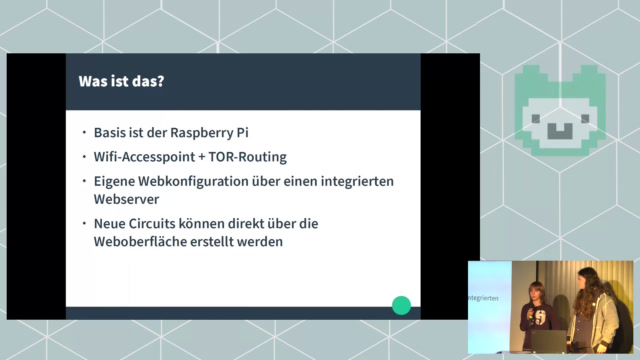 Was ist das?
• Basis ist der Raspberry Pi
• Wifi-Accesspoint + TOR-Routing
• Eigene Webkonfiguration über einen integrierten
Webserver
• Neue Circuits können direkt über die
Weboberfläche erstellt werden
integrierten